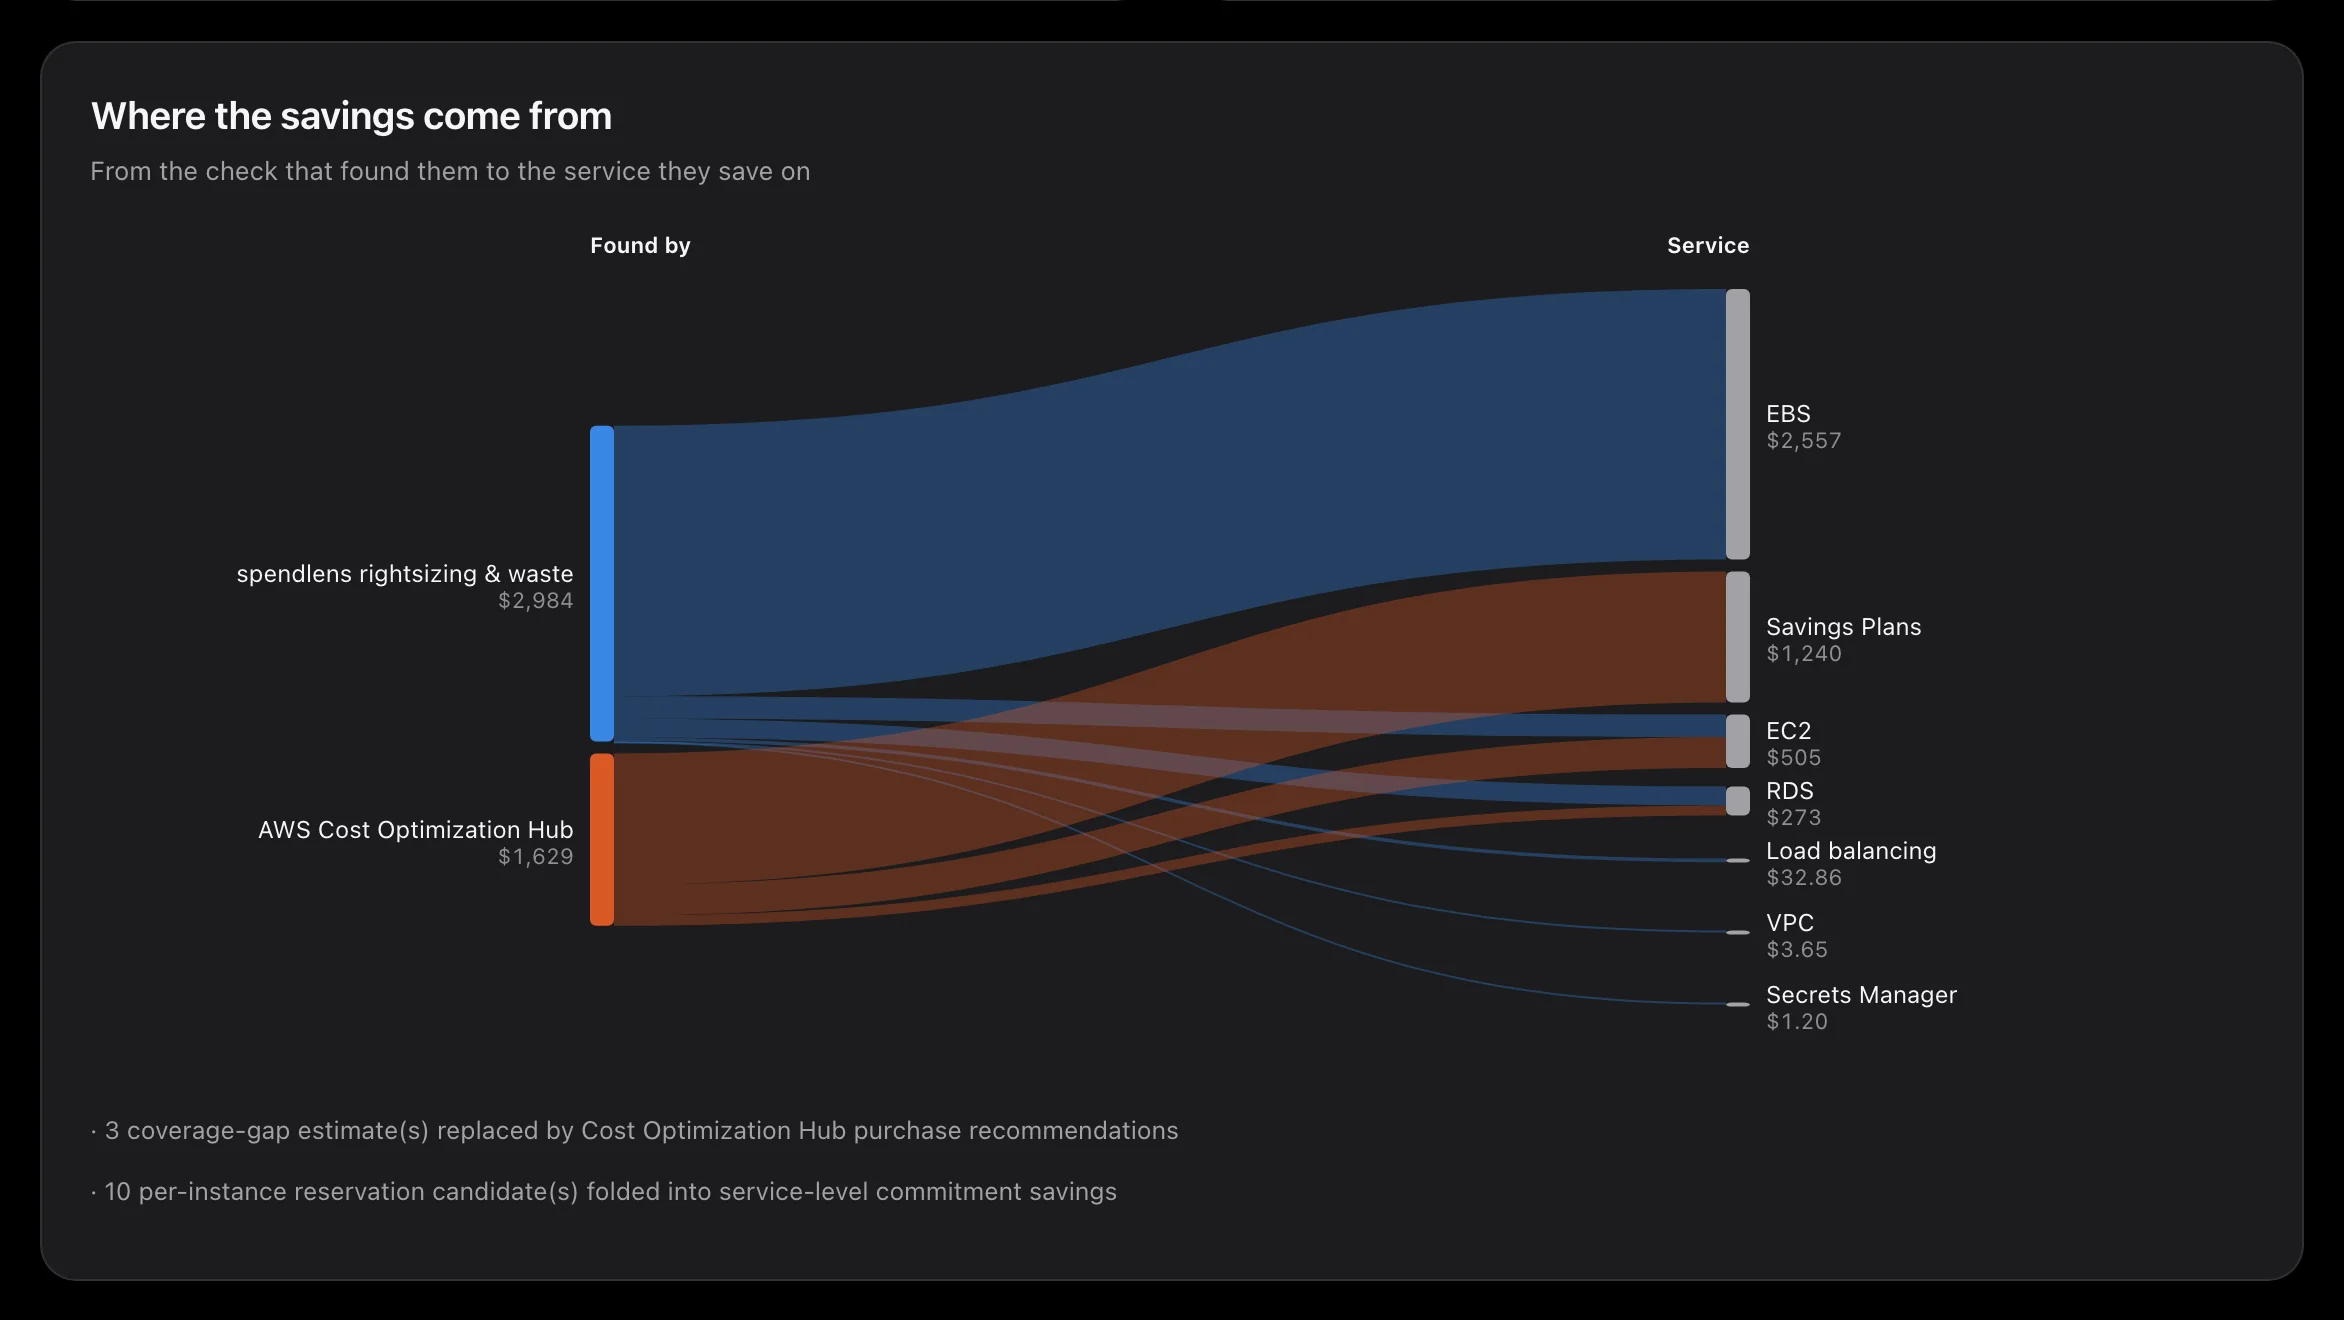 Where the savings come from
From the check that found them to the service they save on
Found by
Service
spendlens rightsizing & waste
$2,984
AWS Cost Optimization Hub
$1,629
EBS
$2,557
Savings Plans
$1,240
EC2
$505
RDS
$273
Load balancing
$32.86
VPC
$3.65
Secrets Manager
$1.20
· 3 coverage-gap estimate(s) replaced by Cost Optimization Hub purchase recommendations
· 10 per-instance reservation candidate(s) folded into service-level commitment savings